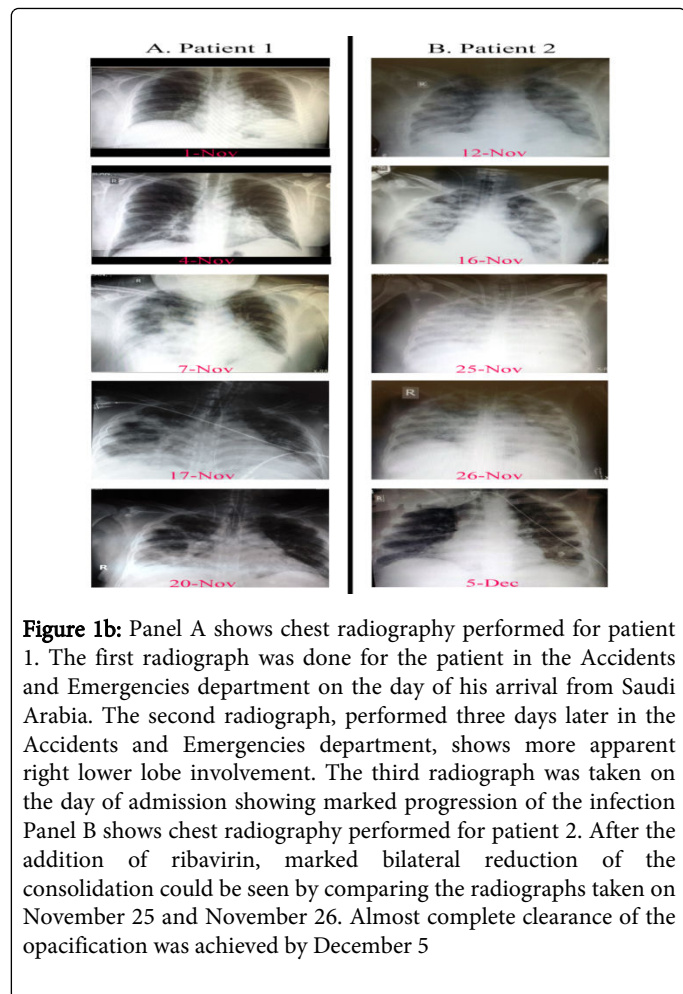 A. Patient 1
B. Patient 2
1-Nov
12-Nov
R
4-Nov
16-Nov
R
7-Nov
25-Nov
17-Nov
R
26-Nov
R
20-Nov
R
5-Dec
Figure 1b: Panel A shows chest radiography performed for patient
1. The first radiograph was done for the patient in the Accidents
and Emergencies department on the day of his arrival from Saudi
Arabia. The second radiograph, performed three days later in the
Accidents and Emergencies department, shows more apparent
right lower lobe involvement. The third radiograph was taken on
the day of admission showing marked progression of the infection
Panel B shows chest radiography performed for patient 2. After the
addition of ribavirin, marked bilateral reduction of the
consolidation could be seen by comparing the radiographs taken on
November 25 and November 26. Almost complete clearance of the
opacification was achieved by December 5